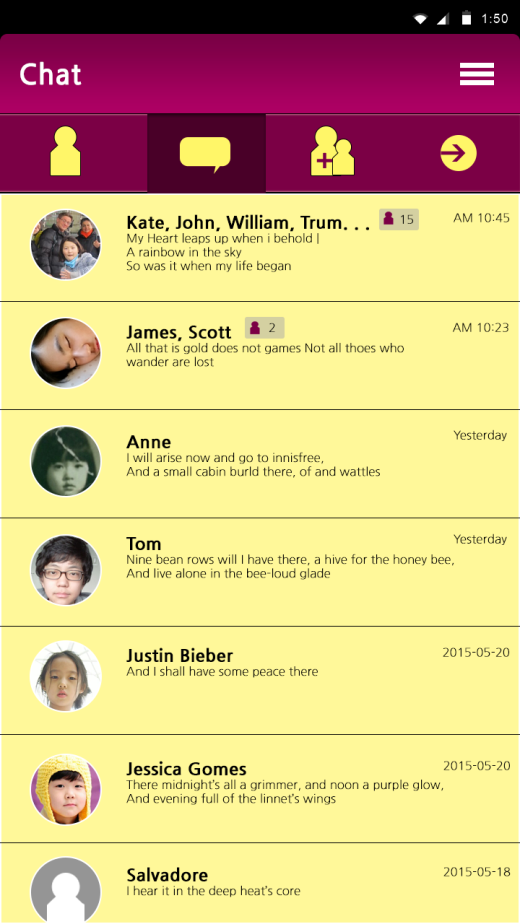 1:50
Chat
Kate, John, William, Trum. . . 15 AM 10:45
My Heart leaps up when i behold |
A rainbow in the sky
So was it when my life began
James, Scott 2 AM 10:23
All that is gold does not games Not all thoes who
wander are lost
Anne Yesterday
I will arise now and go to innisfree,
And a small cabin burld there, of and wattles
Tom Yesterday
Nine bean rows will I have there, a hive for the honey bee,
And live alone in the bee-loud glade
Justin Bieber 2015-05-20
And I shall have some peace there
Jessica Gomes 2015-05-20
There midnight's all a grimmer, and noon a purple glow,
And evening full of the linnet's wings
Salvadore 2015-05-18
I hear it in the deep heat's core